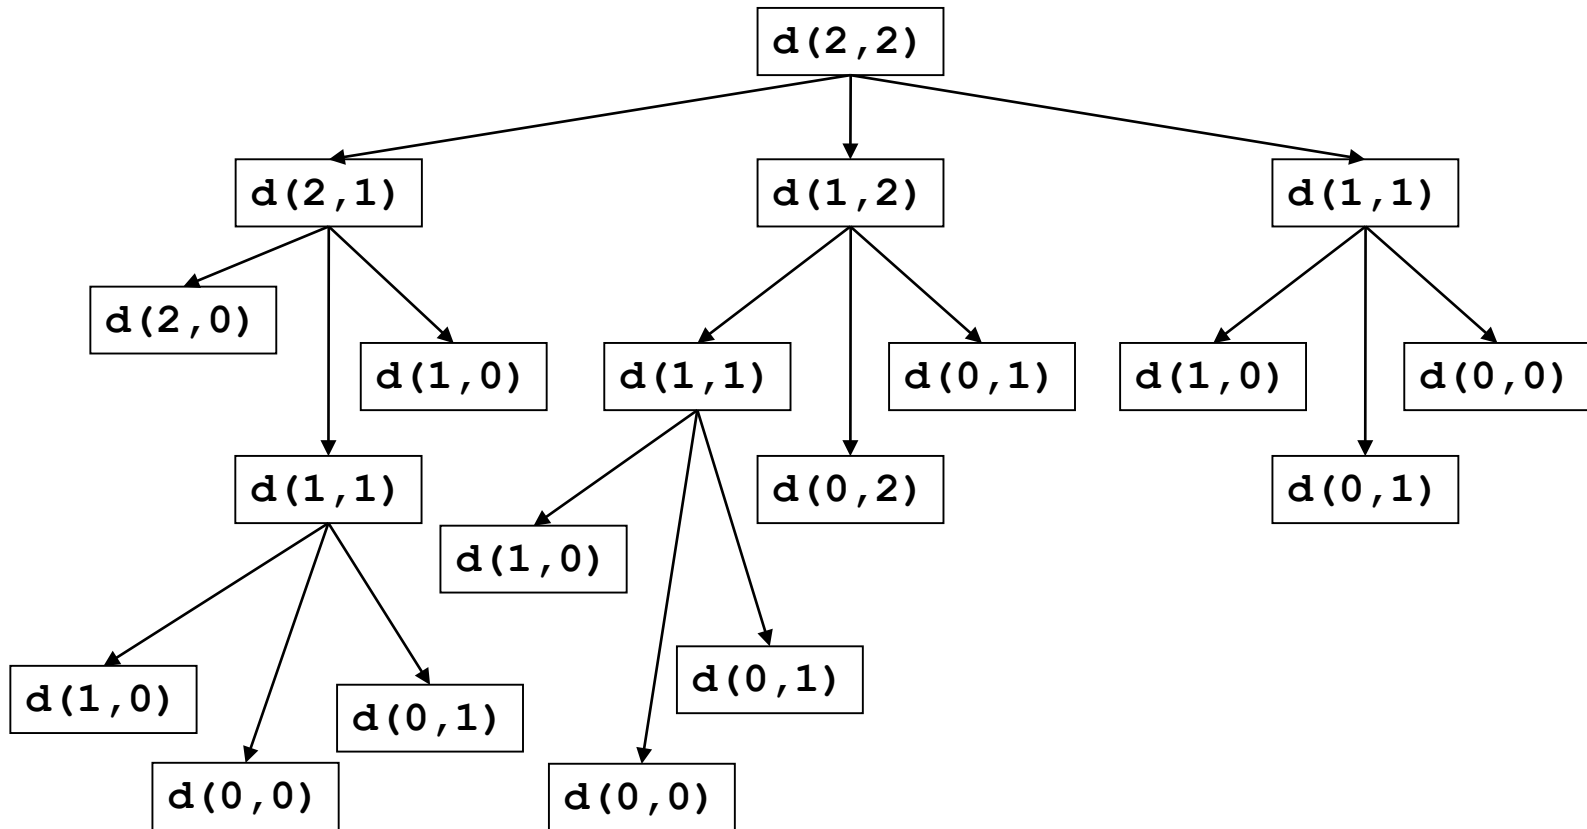 d(2,2)
d(2,1)
d(1,2)
d(1,1)
d(2,0)
d(1,0)
d(1,1)
d(0,1)
d(1,0)
d(0,0)
d(1,1)
d(0,2)
d(0,1)
d(1,0)
d(1,0)
d(0,1)
d(0,1)
d(0,0)
d(0,0)